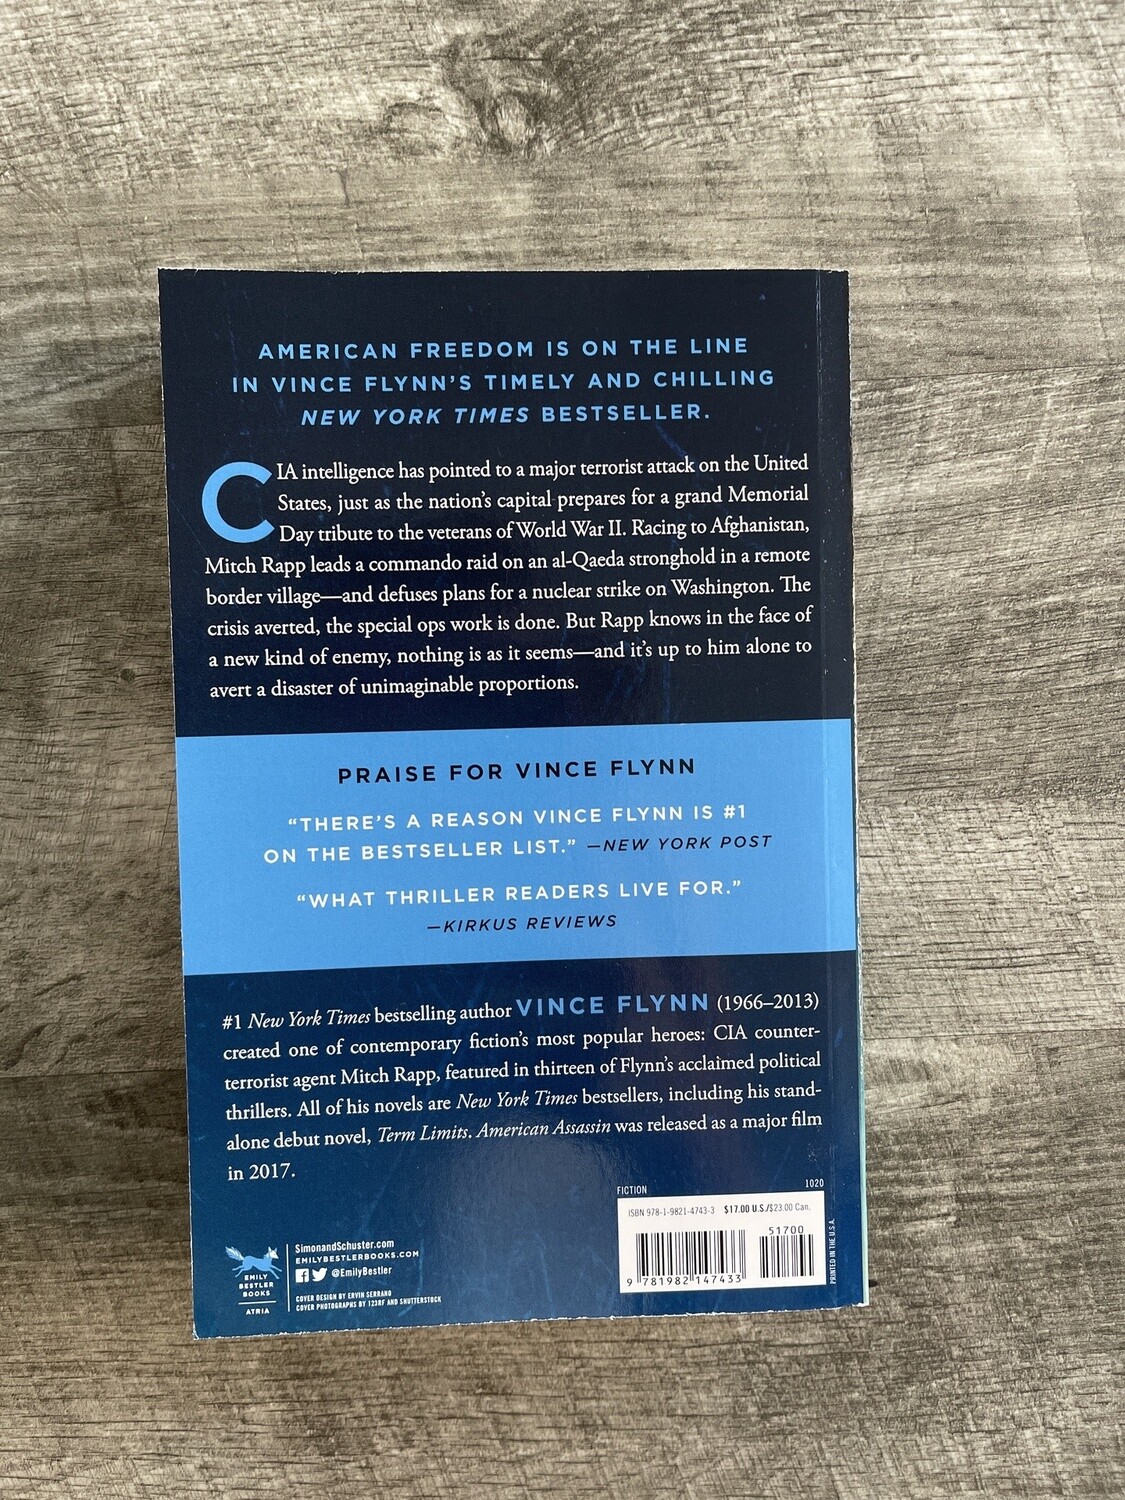 AMERICAN FREEDOM IS ON THE LINE
IN VINCE FLYNN'S TIMELY AND CHILLING
NEW YORK TIMES BESTSELLER.
CIA intelligence has pointed to a major terrorist attack on the United
States, just as the nation's capital prepares for a grand Memorial
Day tribute to the veterans of World War II. Racing to Afghanistan,
Mitch Rapp leads a commando raid on an al-Qaeda stronghold in a remote
border village—and defuses plans for a nuclear strike on Washington. The
crisis averted, the special ops work is done. But Rapp knows in the face of
a new kind of enemy, nothing is as it seems—and it's up to him alone to
avert a disaster of unimaginable proportions.
PRAISE FOR VINCE FLYNN
“THERE'S A REASON VINCE FLYNN IS #1
ON THE BESTSELLER LIST.” —NEW YORK POST
“WHAT THRILLER READERS LIVE FOR.”
—KIRKUS REVIEWS
#1 New York Times bestselling author VINCE FLYNN (1966–2013)
created one of contemporary fiction's most popular heroes: CIA counter-
terrorist agent Mitch Rapp, featured in thirteen of Flynn's acclaimed political
thrillers. All of his novels are New York Times bestsellers, including his stand-
alone debut novel, Term Limits. American Assassin was released as a major film
in 2017.
FICTION 1020
ISBN 978-1-9821-4743-3 $17.00 U.S./$23.00 Can.
51700
9 781982 147433
PRINTED IN THE U.S.A.
EMILY
BESTLER
BOOKS
ATRIA
SimonandSchuster.com
EMILYBESTLERBOOKS.COM
@EmilyBestler
COVER DESIGN BY ERVIN SERRANO
COVER PHOTOGRAPHS BY 123RF AND SHUTTERSTOCK